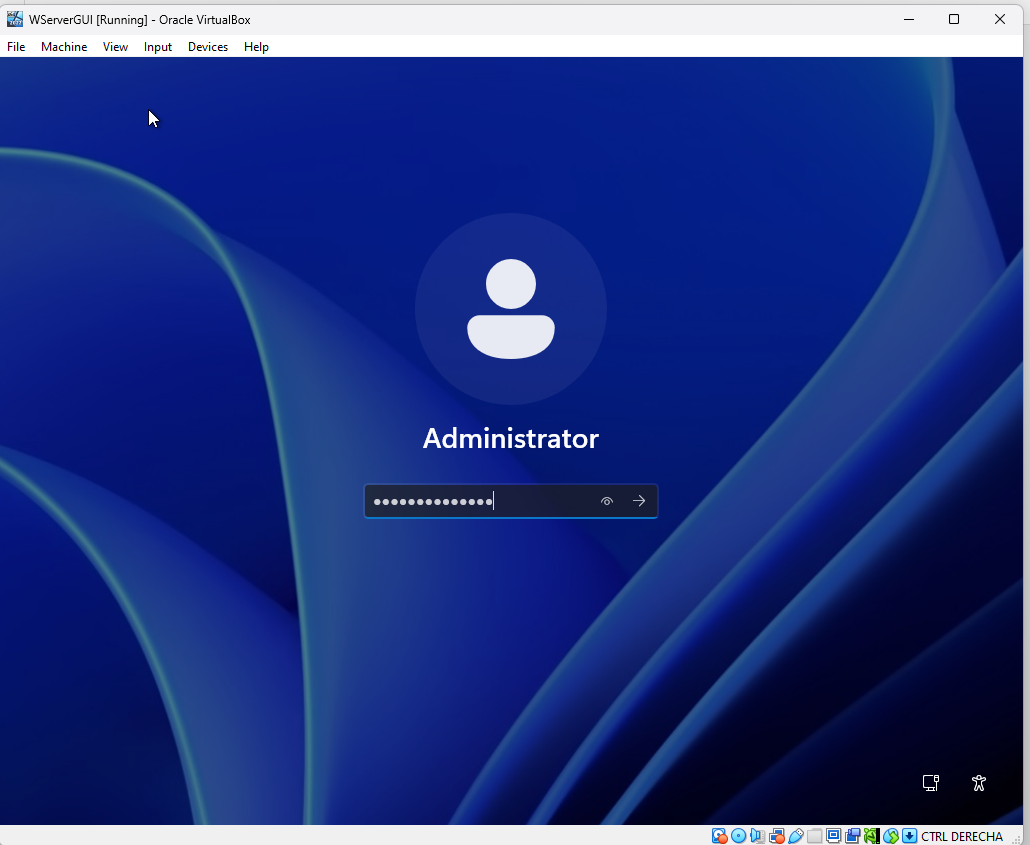 WServerGUI [Running] - Oracle VirtualBox
File Machine View Input Devices Help
Administrator
CTRL DERECHA